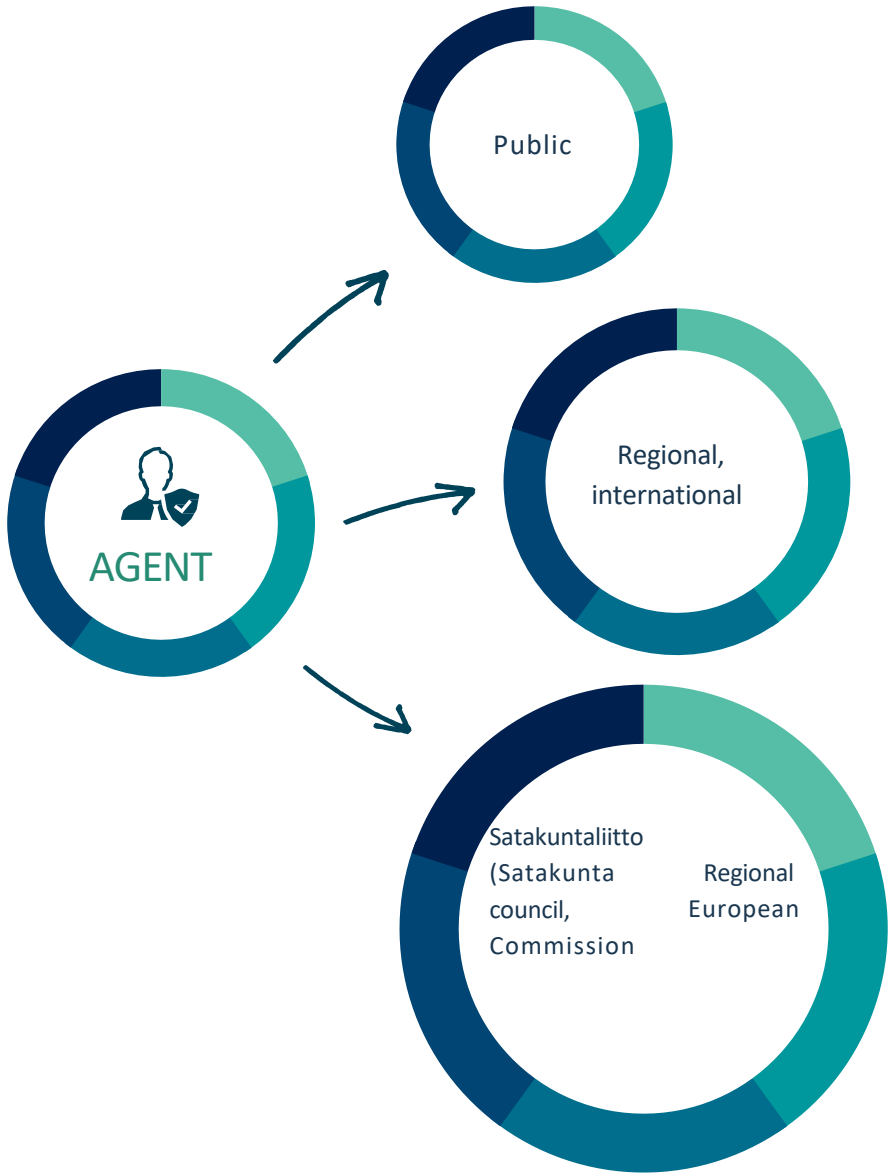 Public
Regional,
international
AGENT
Satakuntaliitto
(Satakunta Regional
council, European
Commission